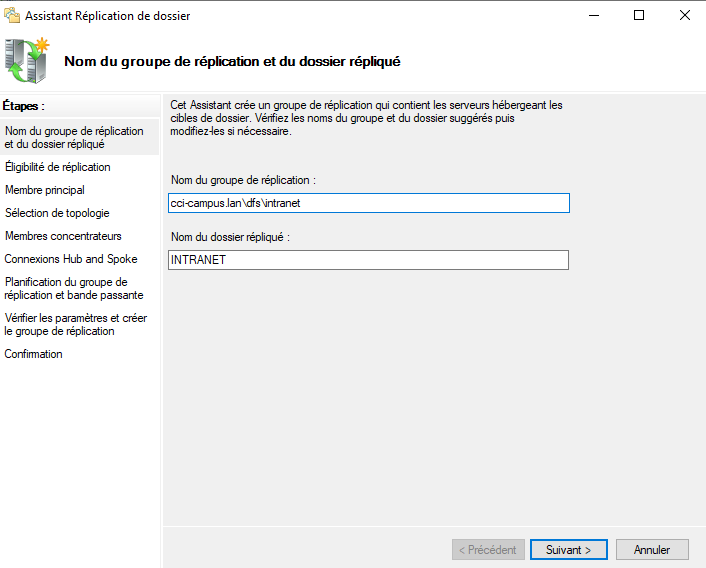 Assistant Réplication de dossier
Nom du groupe de réplication et du dossier répliqué
Étapes :
Nom du groupe de réplication
et du dossier répliqué
Éligibilité de réplication
Membre principal
Sélection de topologie
Membres concentrateurs
Connexions Hub and Spoke
Planification du groupe de
réplication et bande passante
Vérifier les paramètres et créer
le groupe de réplication
Confirmation
Cet Assistant crée un groupe de réplication qui contient les serveurs hébergeant les
cibles de dossier. Vérifiez les noms du groupe et du dossier suggérés puis
modifiez-les si nécessaire.
Nom du groupe de réplication :
cci-campus.lan\dfs\intranet
Nom du dossier répliqué :
INTRANET
< Précédent
Suivant >
Annuler